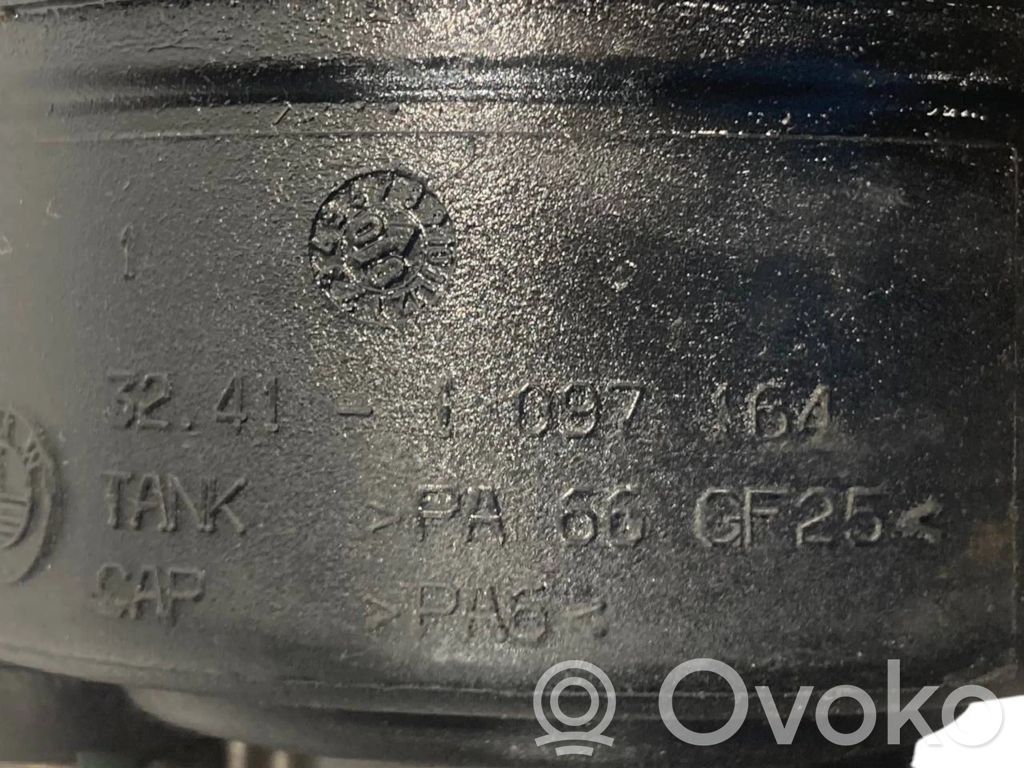 1
32.41 - 1 097 164
TANK >PA 66 GF25<
CAP >PA6<
Ovoko